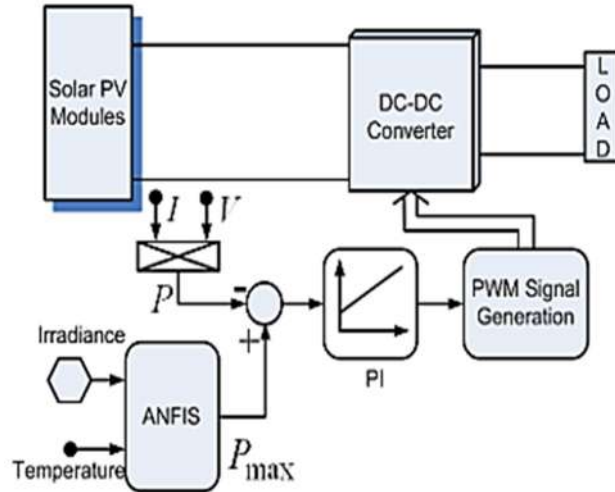 Solar PV
Modules
DC-DC
Converter
L
O
A
D
I
V
P
-
+
PI
PWM Signal
Generation
Irradiance
ANFIS
Temperature
Pmax